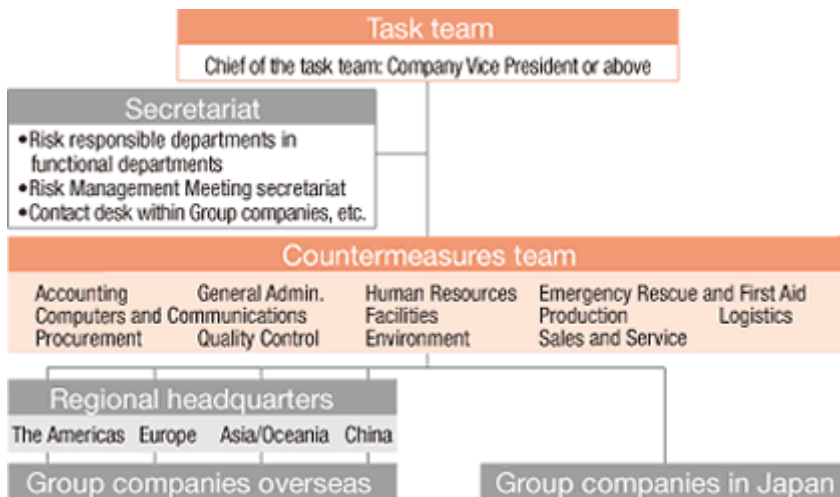 Task team
Chief of the task team: Company Vice President or above
Secretariat
•Risk responsible departments in
functional departments
•Risk Management Meeting secretariat
•Contact desk within Group companies, etc.
Countermeasures team
Accounting General Admin. Human Resources Emergency Rescue and First Aid
Computers and Communications Facilities Production Logistics
Procurement Quality Control Environment Sales and Service
Regional headquarters
The Americas Europe Asia/Oceania China
Group companies overseas
Group companies in Japan